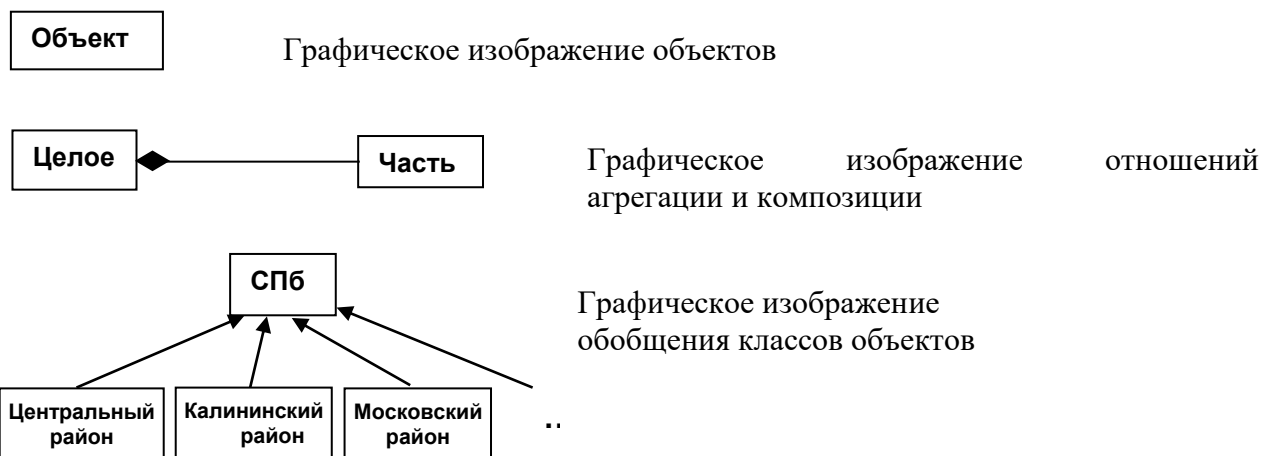 Объект
Графическое изображение объектов
Целое
Часть
Графическое изображение отношений
агрегации и композиции
СПб
Графическое изображение
обобщения классов объектов
Центральный
район
Калининский
район
Московский
район
..